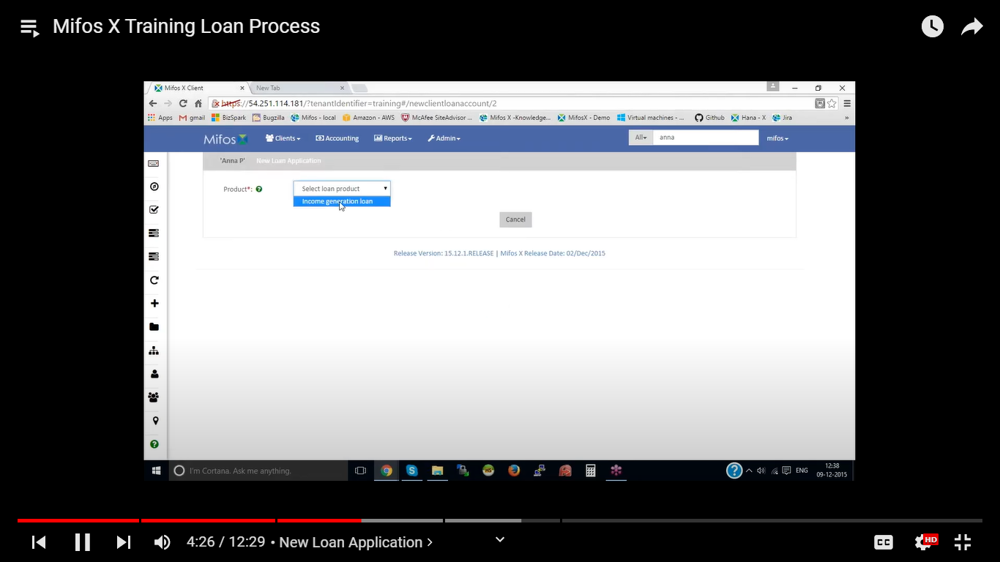 Mifos X Training Loan Process
Mifos X Client
New Tab
https://54.251.114.181/?tenantIdentifier=training#/newclientloanaccount/2
Apps gmail BizSpark Bugzilla Mifos - local Amazon - AWS McAfee SiteAdvisor ... Mifos X -Knowledge... MifosX - Demo Virtual machines - ... Github Hana - X Jira »
Mifos Clients Accounting Reports Admin All anna mifos
'Anna P' New Loan Application
Product*: ? Select loan product
Income generation loan
Cancel
Release Version: 15.12.1.RELEASE | Mifos X Release Date: 02/Dec/2015
?
I'm Cortana. Ask me anything.
S
HS
?
ENG
12:38
09-12-2015
4:26 / 12:29 • New Loan Application >
CC
HD